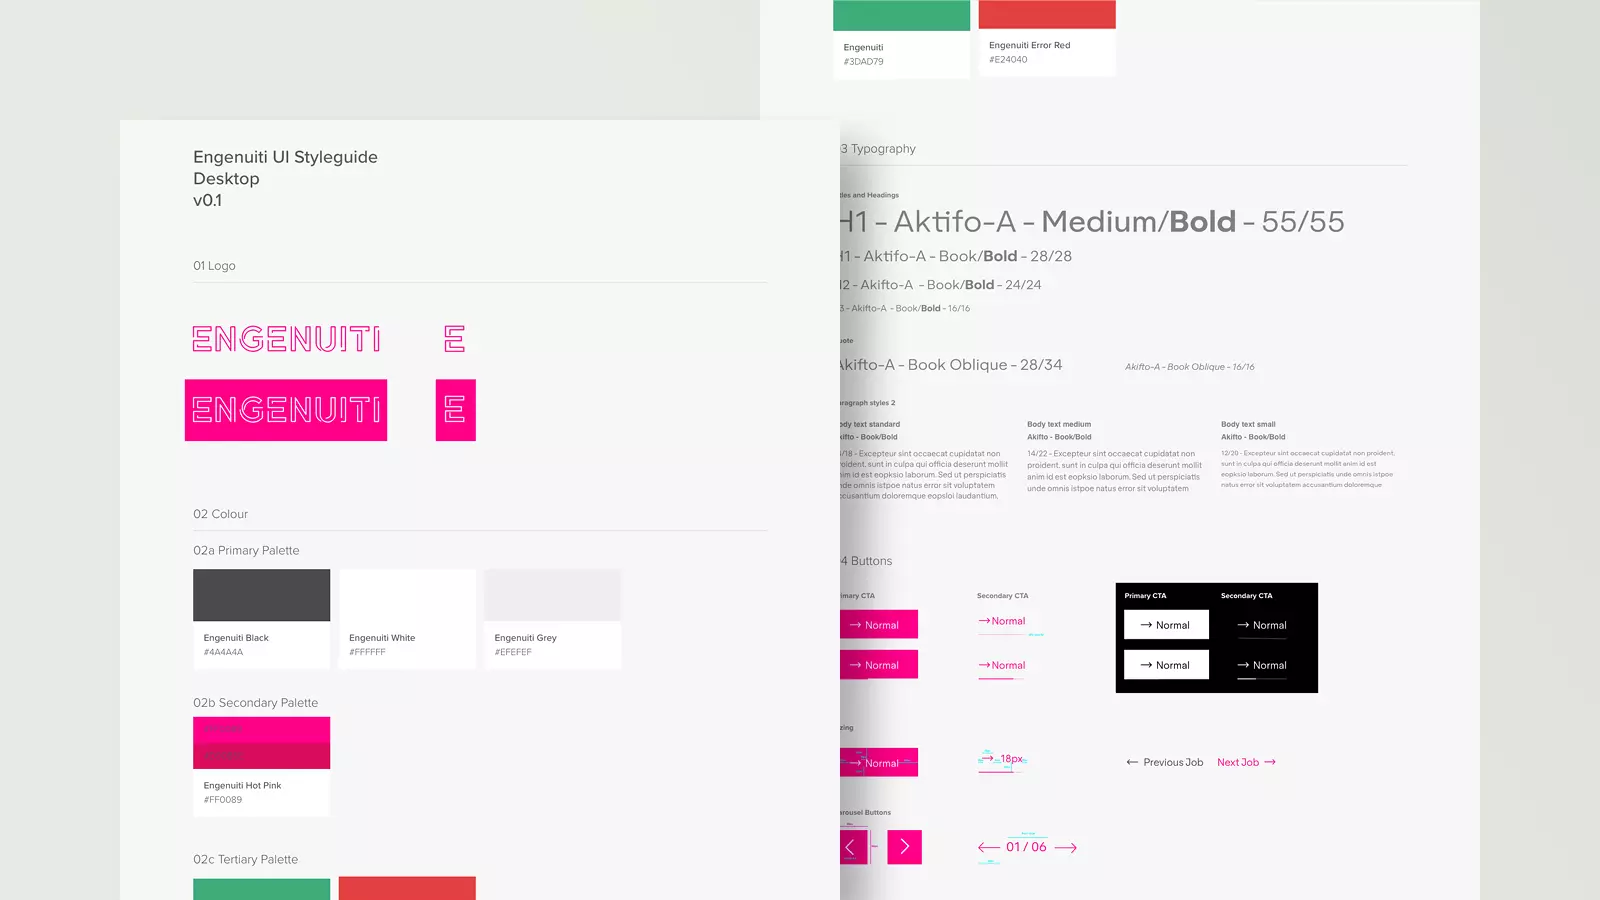 Engenuiti UI Styleguide
Desktop
v0.1
01 Logo
ENGENUITI
E
ENGENUITI
E
02 Colour
02a Primary Palette
Engenuiti Black
#4A4A4A
Engenuiti White
#FFFFFF
Engenuiti Grey
#EFEFEF
02b Secondary Palette
Engenuiti Hot Pink
#FF0089
02c Tertiary Palette
Engenuiti
#3DAD79
Engenuiti Error Red
#E24040
3 Typography
tles and Headings
H1 - Aktifo-A - Medium/Bold - 55/55
H1 - Aktifo-A - Book/Bold - 28/28
H2 - Akifto-A - Book/Bold - 24/24
3 - Akifto-A - Book/Bold - 16/16
uote
Akifto-A - Book Oblique - 28/34
Akifto-A - Book Oblique - 16/16
aragraph styles 2
ody text standard
kifto - Book/Bold
/18 - Excepteur sint occaecat cupidatat non
roident, sunt in culpa qui officia deserunt mollit
nim id est eopksio laborum, Sed ut perspiciatis
nde omnis istpoe natus error sit voluptatem
ccusantium doloremque eopsloi laudantium,
Body text medium
Akifto - Book/Bold
14/22 - Excepteur sint occaecat cupidatat non
proident. sunt in culpa qui officia deserunt mollit
anim id est eopksio laborum, Sed ut perspiciatis
unde omnis istpoe natus error sit voluptatem
Body text small
Akifto - Book/Bold
12/20 - Excepteur sint occaecat cupidatat non proident,
sunt in culpa qui officia deserunt mollit anim id est
eopksio laborum. Sed ut perspiciatis unde omnis istpoe
natus error sit voluptatem accusantium doloremque
4 Buttons
imary CTA
→ Normal
→ Normal
Secondary CTA
→ Normal
→ Normal
Primary CTA
Secondary CTA
→ Normal
→ Normal
→ Normal
→ Normal
zing
→ Normal
→ 18px
← Previous Job
Next Job →
arousel Buttons
← 01 / 06 →